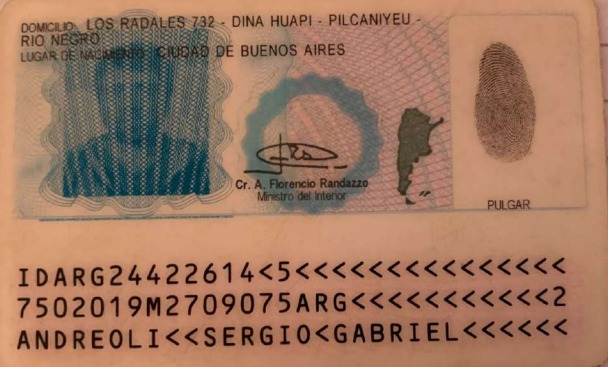 DOMICILIO: LOS RADALES 732 - DINA HUAPI - PILCANIYEU -
RIO NEGRO
LUGAR DE NACIMIENTO: CIUDAD DE BUENOS AIRES
Cr. A. Florencio Randazzo
Ministro del Interior
PULGAR
IDARG24422614<5<<<<<<<<<<<<<<<
7502019M2709075ARG<<<<<<<<<<<2
ANDREOLI<<SERGIO<GABRIEL<<<<<<